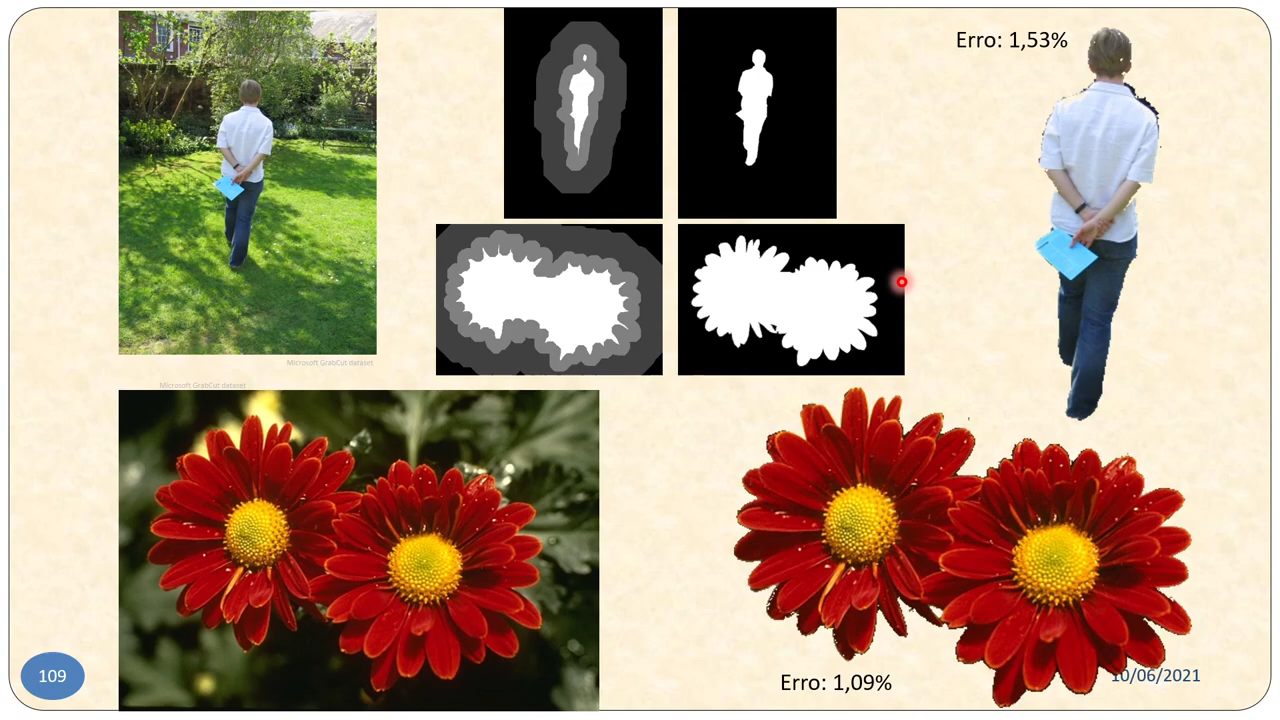 Erro: 1,53%
Microsoft GrabCut dataset
Microsoft GrabCut dataset
109
Erro: 1,09%
10/06/2021